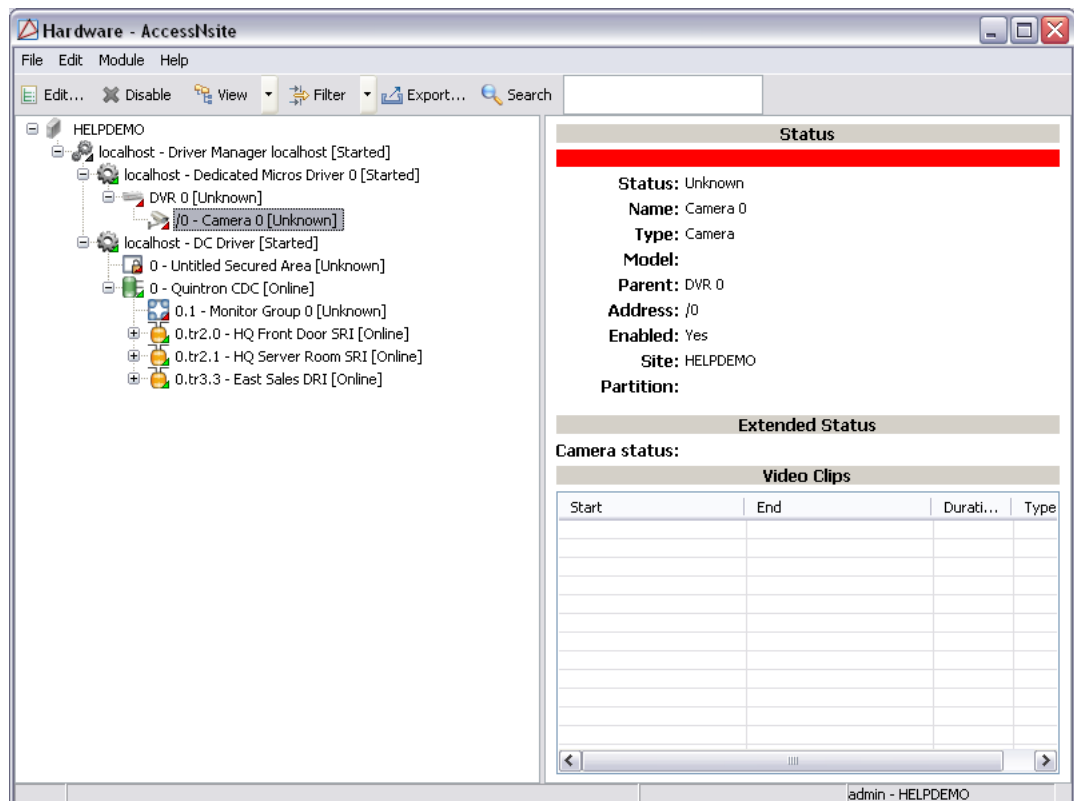 Hardware - AccessNsite
File Edit Module Help
Edit... Disable View Filter Export... Search
HELPDEMO
localhost - Driver Manager localhost [Started]
localhost - Dedicated Micros Driver 0 [Started]
DVR 0 [Unknown]
/0 - Camera 0 [Unknown]
localhost - DC Driver [Started]
0 - Untitled Secured Area [Unknown]
0 - Quintron CDC [Online]
0.1 - Monitor Group 0 [Unknown]
0.tr2.0 - HQ Front Door SRI [Online]
0.tr2.1 - HQ Server Room SRI [Online]
0.tr3.3 - East Sales DRI [Online]
Status
Status: Unknown
Name: Camera 0
Type: Camera
Model:
Parent: DVR 0
Address: /0
Enabled: Yes
Site: HELPDEMO
Partition:
Extended Status
Camera status:
Video Clips
Start End Durati... Type
admin - HELPDEMO